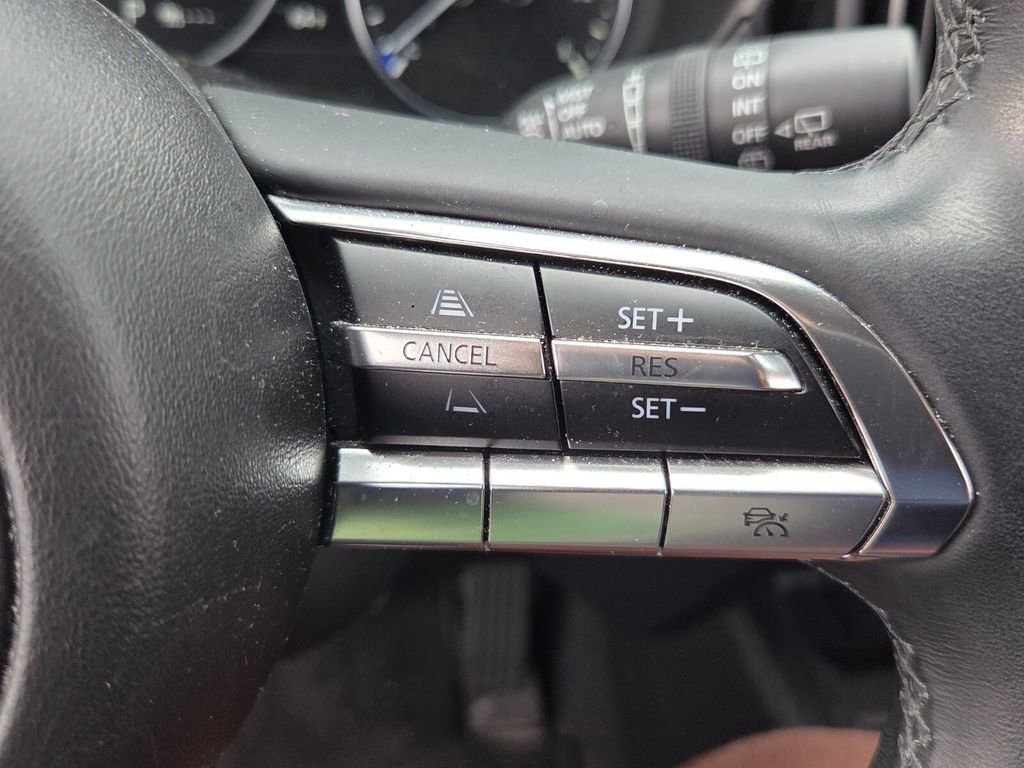 P
OFF
AUTO
ON
INT
OFF
REAR
SET+
CANCEL
RES
SET−